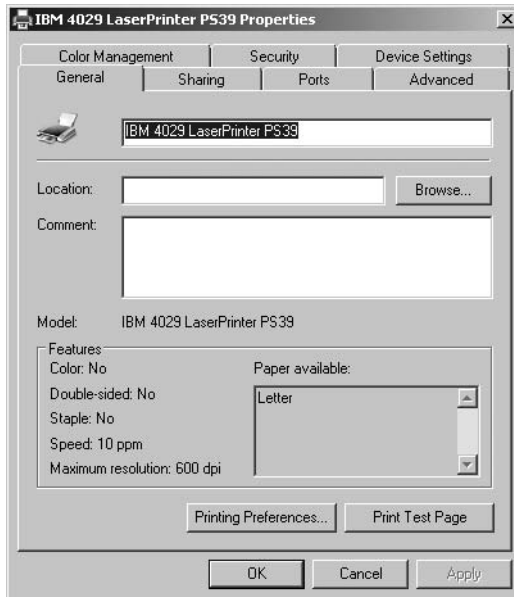 IBM 4029 LaserPrinter PS39 Properties
Color Management Security Device Settings
General Sharing Ports Advanced
IBM 4029 LaserPrinter PS39
Location: Browse...
Comment:
Model: IBM 4029 LaserPrinter PS39
Features
Color: No Paper available:
Double-sided: No Letter
Staple: No
Speed: 10 ppm
Maximum resolution: 600 dpi
Printing Preferences... Print Test Page
OK Cancel Apply